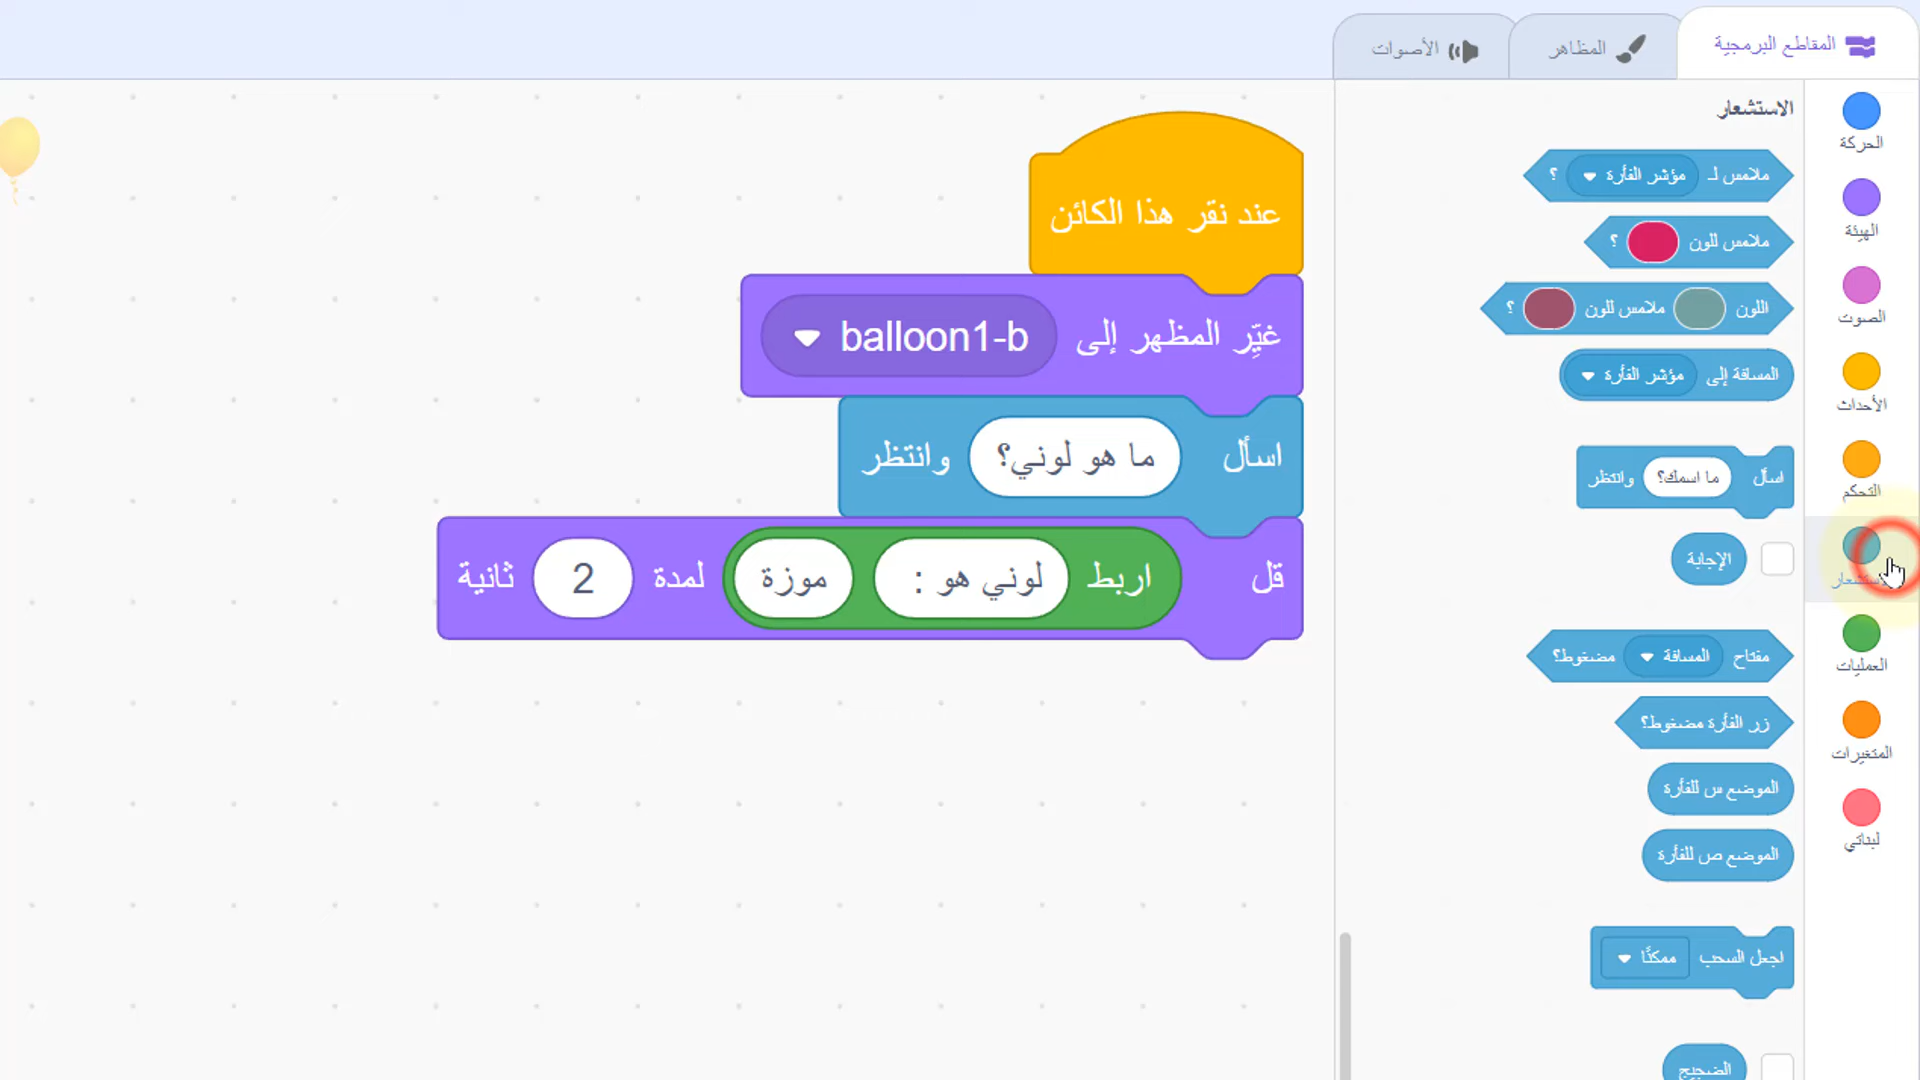 المقاطع البرمجية
المظاهر
الأصوات
الحركة
الهيئة
الصوت
الأحداث
التحكم
الاستشعار
العمليات
المتغيرات
لبناتي
الاستشعار
ملامس لـ مؤشر الفأرة ؟
ملامس للون ؟
اللون ملامس للون ؟
المسافة إلى مؤشر الفأرة
اسأل ما اسمك؟ وانتظر
الإجابة
مفتاح المسافة مضغوط؟
زر الفأرة مضغوط؟
الموضع س للفأرة
الموضع ص للفأرة
اجعل السحب ممكنًا
الضجيج
عند نقر هذا الكائن
غيِّر المظهر إلى balloon1-b
اسأل ما هو لوني؟ وانتظر
قل اربط لوني هو : موزة لمدة 2 ثانية